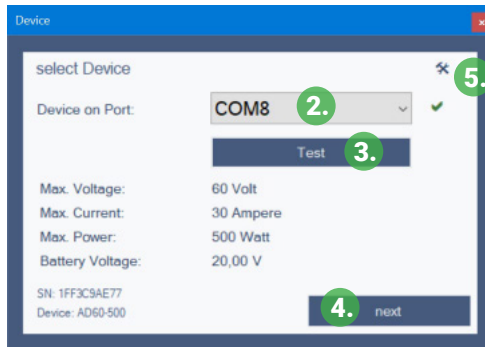 Device
select Device
5.
Device on Port: COM8 2.
Test 3.
Max. Voltage: 60 Volt
Max. Current: 30 Ampere
Max. Power: 500 Watt
Battery Voltage: 20,00 V
SN: 1FF3C9AE77
Device: AD60-500
4. next